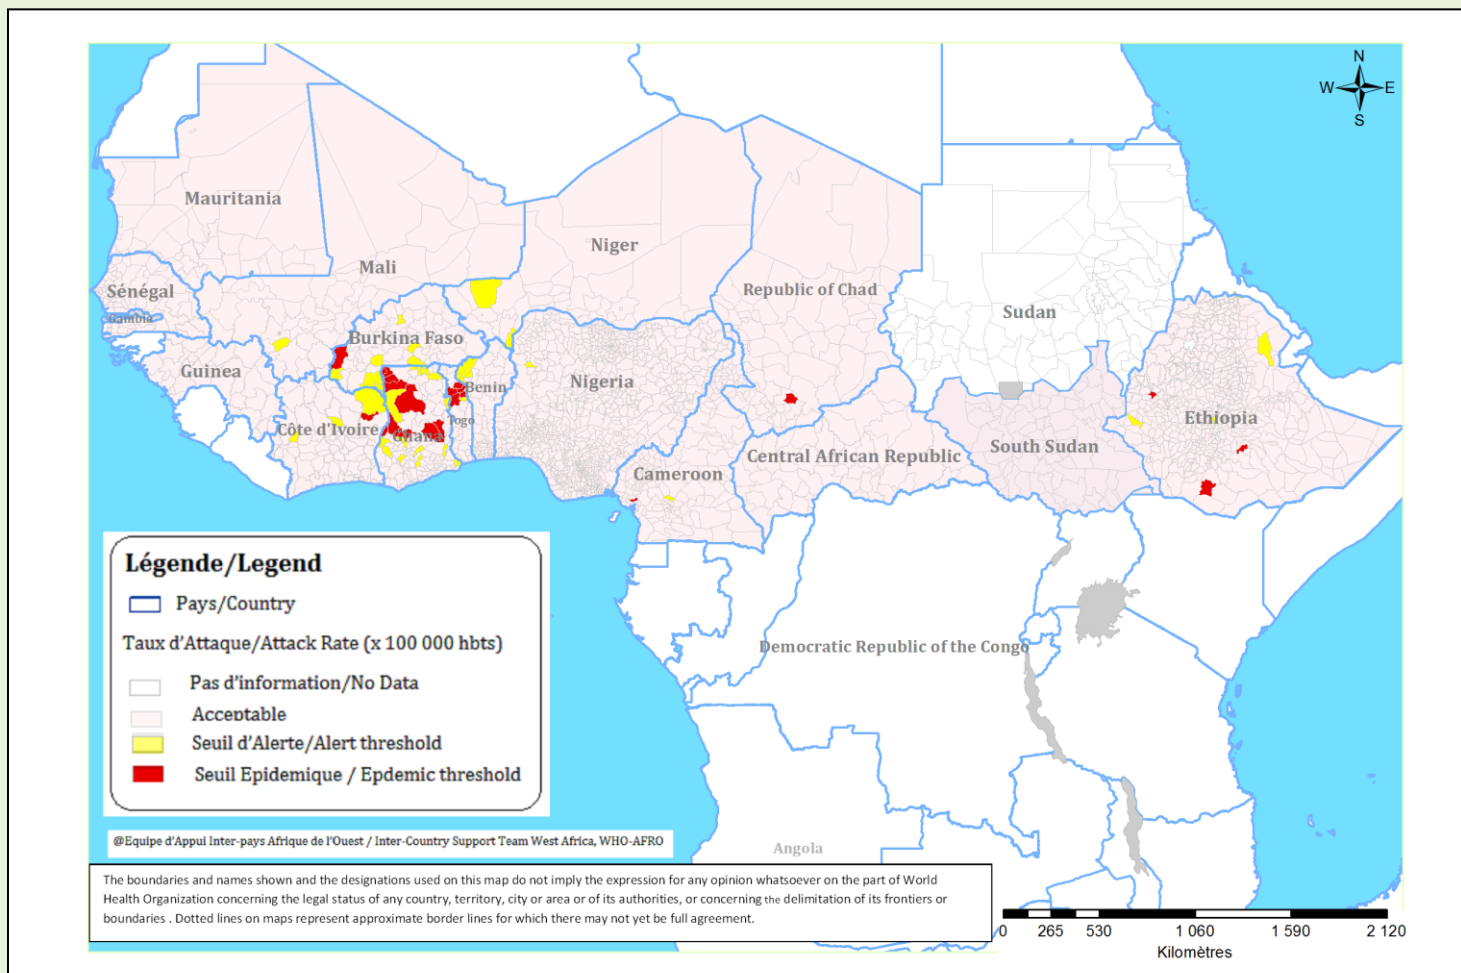 N
W E
S
Mauritania
Niger
Mali
Republic of Chad
Sénégal
Gambia
Sudan
Burkina Faso
Guinea
Nigeria
Benin
Togo
Ethiopia
Côte d'Ivoire
Ghana
South Sudan
Central African Republic
Cameroon
Democratic Republic of the Congo
Angola
Légende/Legend
Pays/Country
Taux d'Attaque/Attack Rate (x 100 000 hbts)
Pas d'information/No Data
Acceptable
Seuil d'Alerte/Alert threshold
Seuil Epidemique / Epdemic threshold
@Equipe d'Appui Inter-pays Afrique de l'Ouest / Inter-Country Support Team West Africa, WHO-AFRO
The boundaries and names shown and the designations used on this map do not imply the expression for any opinion whatsoever on the part of World
Health Organization concerning the legal status of any country, territory, city or area or of its authorities, or concerning the delimitation of its frontiers or
boundaries . Dotted lines on maps represent approximate border lines for which there may not yet be full agreement.
0 265 530 1 060 1 590 2 120
Kilomètres